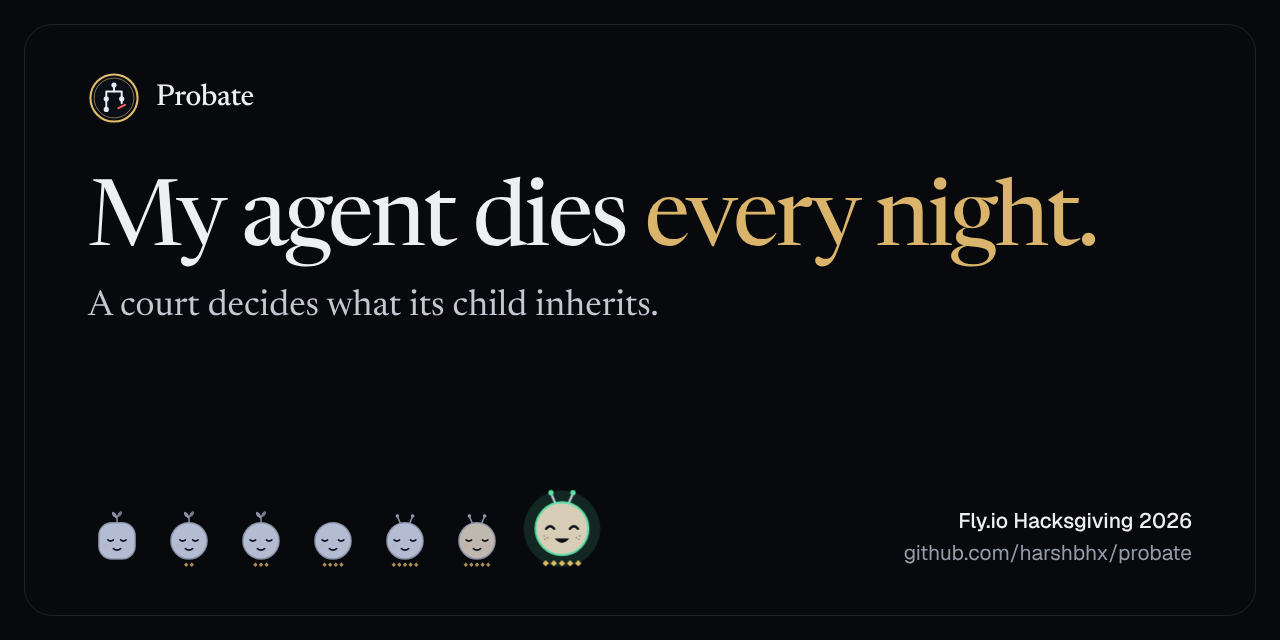 Probate
My agent dies every night.
A court decides what its child inherits.
Fly.io Hacksgiving 2026
github.com/harshbhx/probate